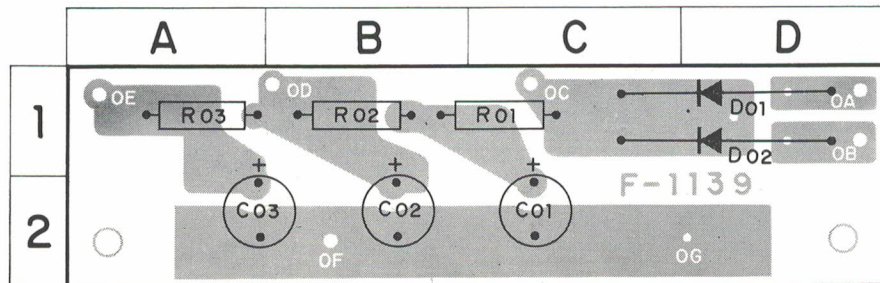 A B C D
1
OE OD OC OA
R03 R02 R01 D01
D02 OB
+ + +
F-1139
2
C03 C02 C01
OF OG